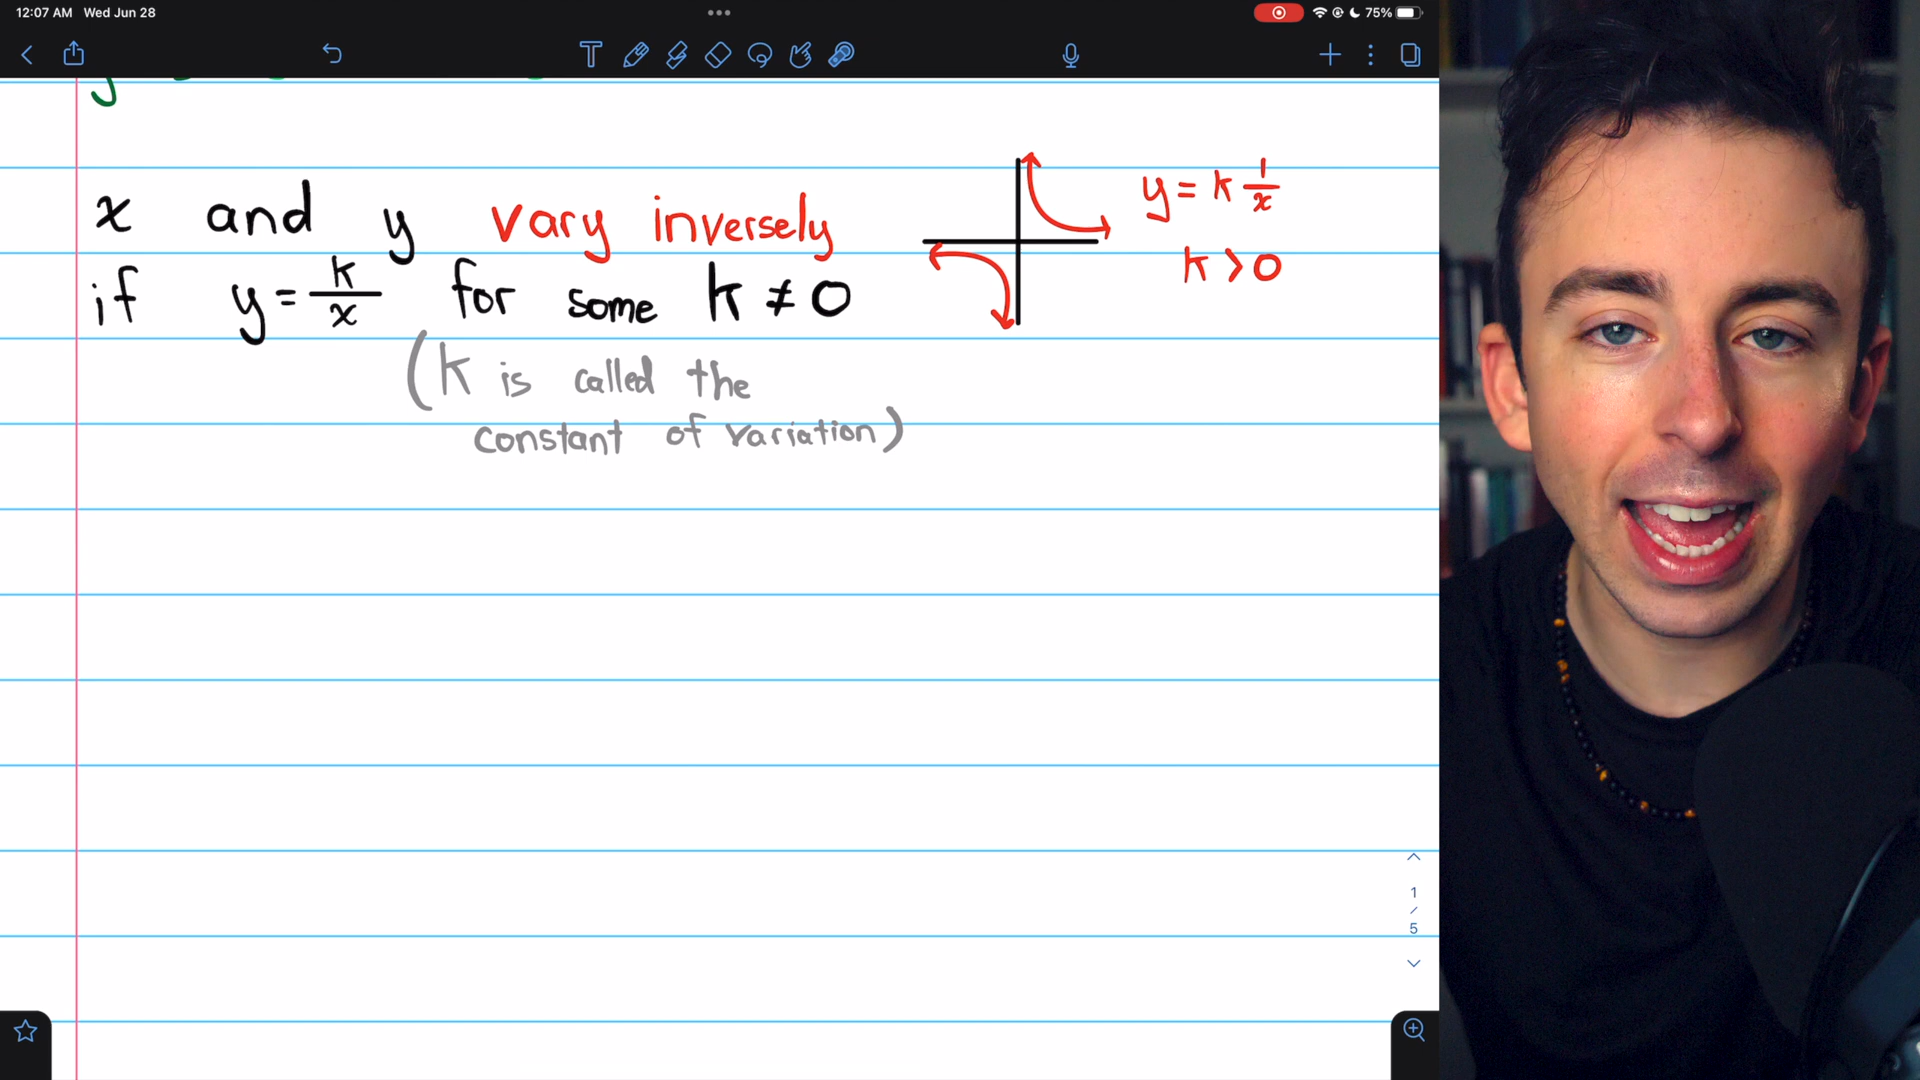 12:07 AM Wed Jun 28
75%
x and y vary inversely
if y = k/x for some k ≠ 0
(k is called the
constant of variation)
y = k 1/x
k > 0
1
/
5